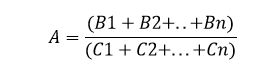 A = (B1 + B2+. .+Bn)
(C1 + C2+. . . +Cn)